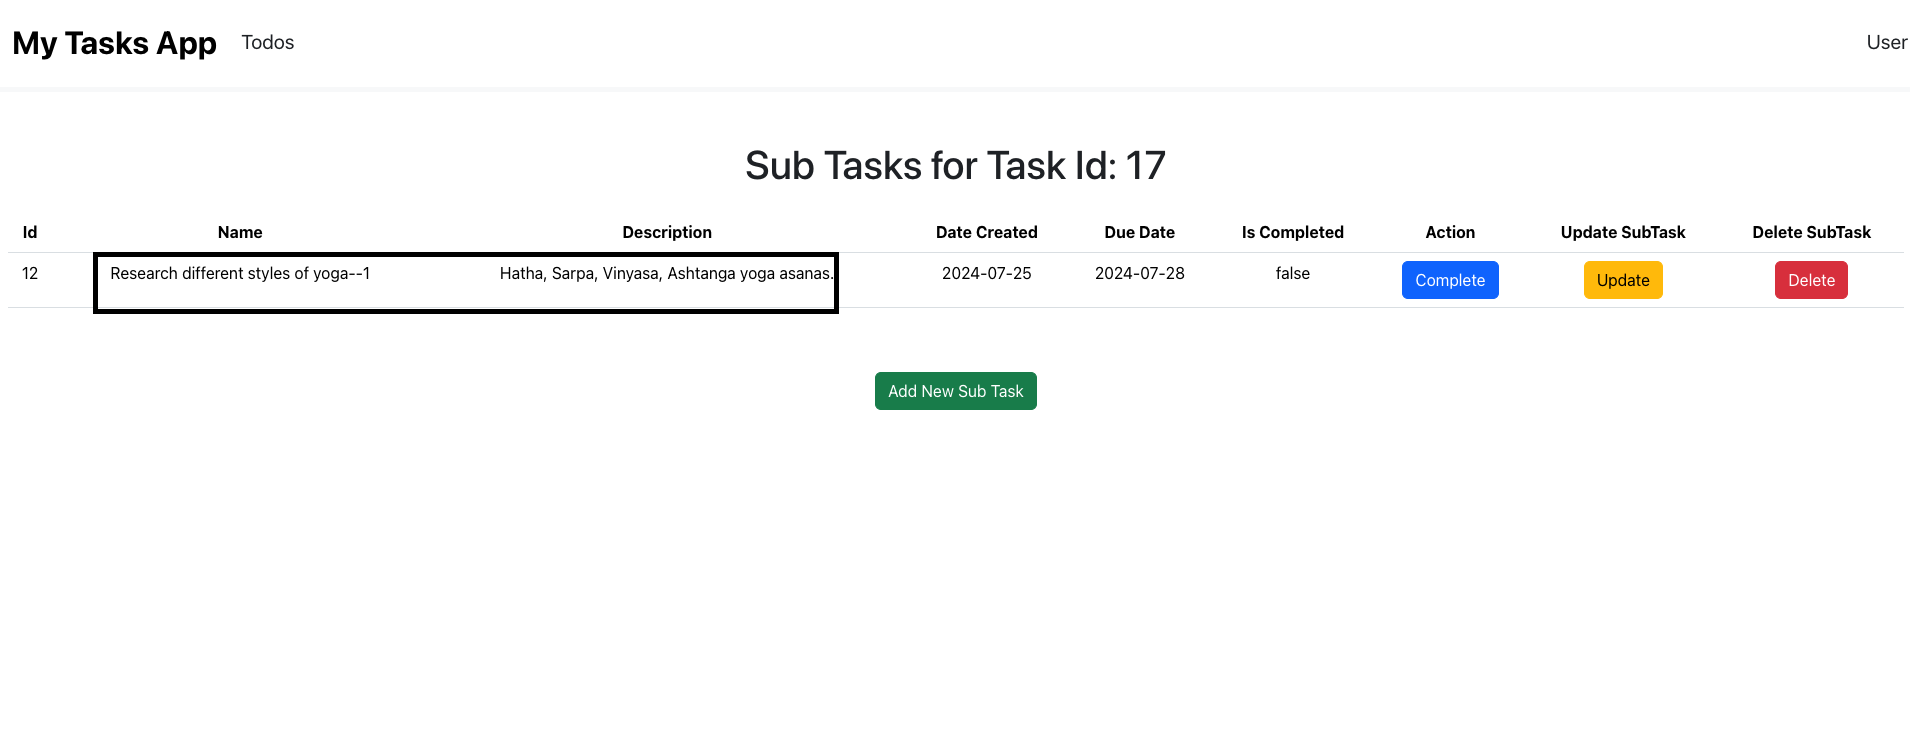 My Tasks App Todos User
Sub Tasks for Task Id: 17
Id Name Description Date Created Due Date Is Completed Action Update SubTask Delete SubTask
12 Research different styles of yoga--1 Hatha, Sarpa, Vinyasa, Ashtanga yoga asanas. 2024-07-25 2024-07-28 false Complete Update Delete
Add New Sub Task